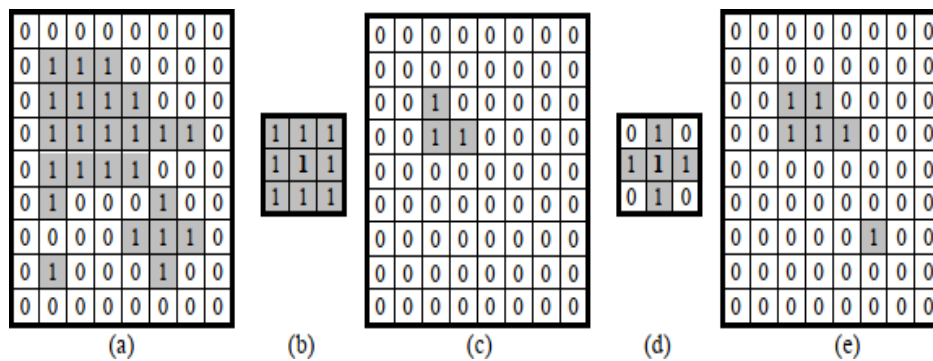 0 0 0 0 0 0 0 0
0 1 1 1 0 0 0 0
0 1 1 1 1 0 0 0
0 1 1 1 1 1 1 0
0 1 1 1 1 0 0 0
0 1 0 0 0 1 0 0
0 0 0 0 1 1 1 0
0 1 0 0 0 1 0 0
0 0 0 0 0 0 0 0
(a)
1 1 1
1 1 1
1 1 1
(b)
0 0 0 0 0 0 0 0
0 0 0 0 0 0 0 0
0 0 1 0 0 0 0 0
0 0 1 1 0 0 0 0
0 0 0 0 0 0 0 0
0 0 0 0 0 0 0 0
0 0 0 0 0 0 0 0
0 0 0 0 0 0 0 0
0 0 0 0 0 0 0 0
(c)
0 1 0
1 1 1
0 1 0
(d)
0 0 0 0 0 0 0 0
0 0 0 0 0 0 0 0
0 0 1 1 0 0 0 0
0 0 1 1 1 0 0 0
0 0 0 0 0 0 0 0
0 0 0 0 0 0 0 0
0 0 0 0 0 1 0 0
0 0 0 0 0 0 0 0
0 0 0 0 0 0 0 0
(e)